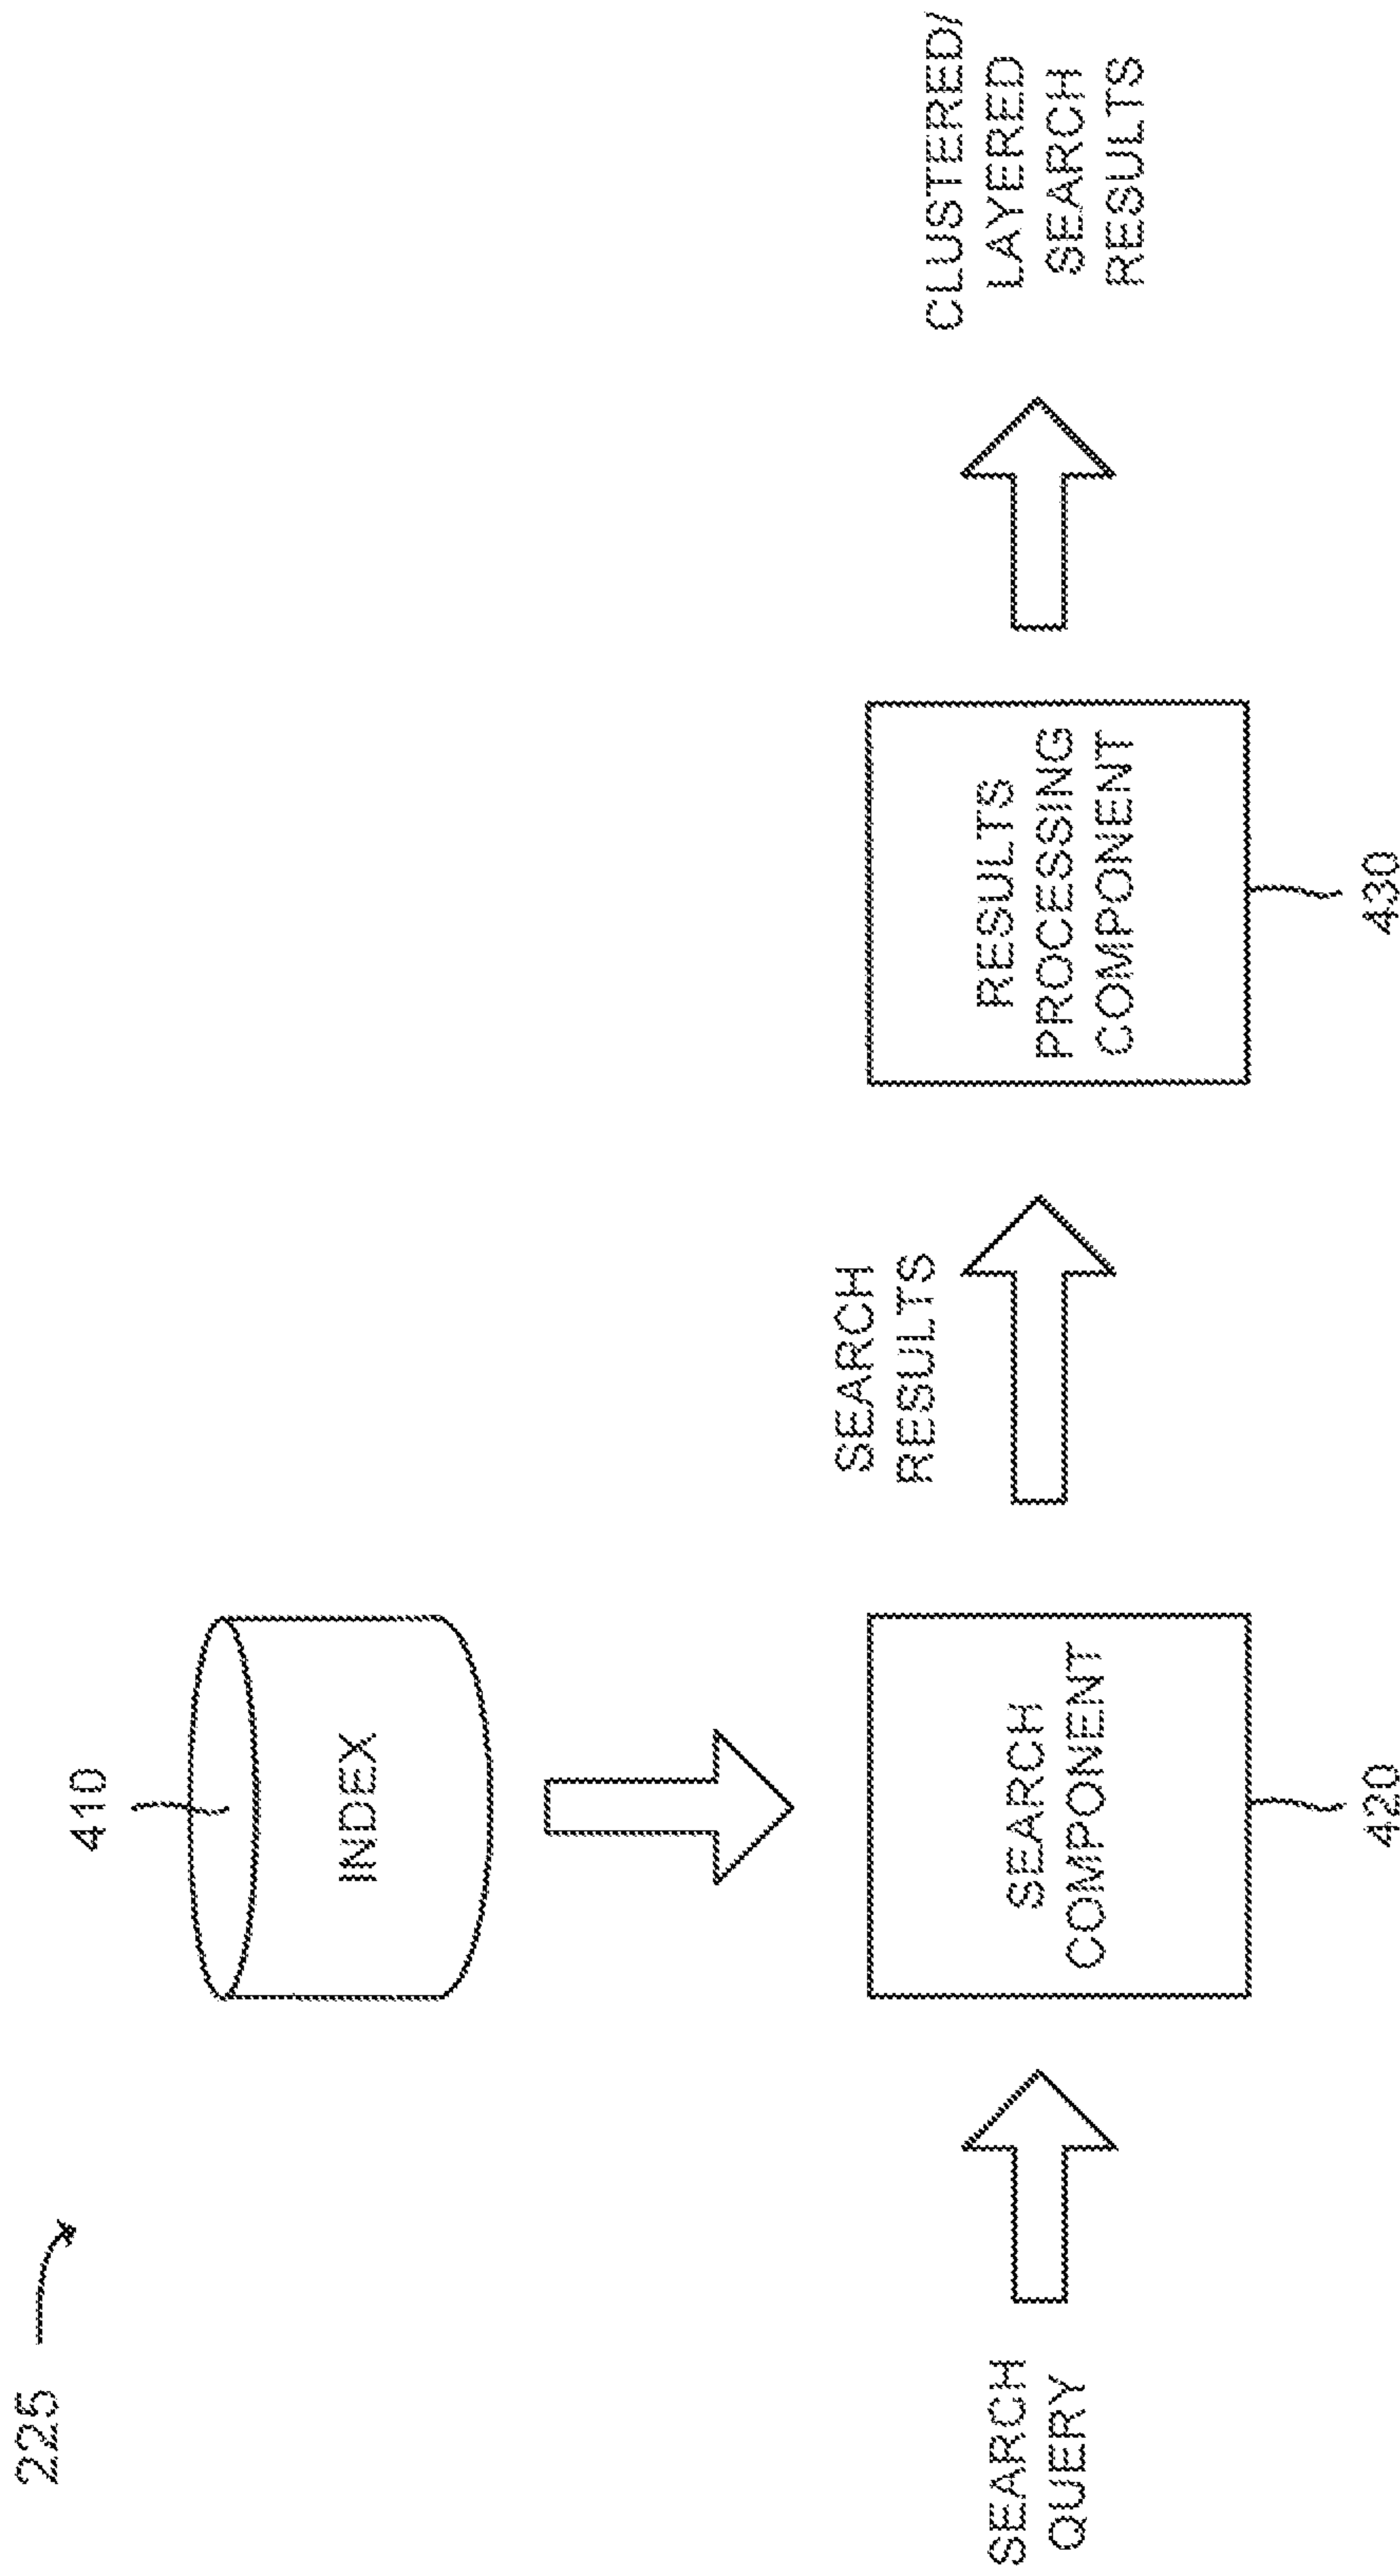 225
410
INDEX
SEARCH
QUERY
SEARCH
COMPONENT
420
SEARCH
RESULTS
RESULTS
PROCESSING
COMPONENT
430
CLUSTERED/
LAYERED
SEARCH
RESULTS